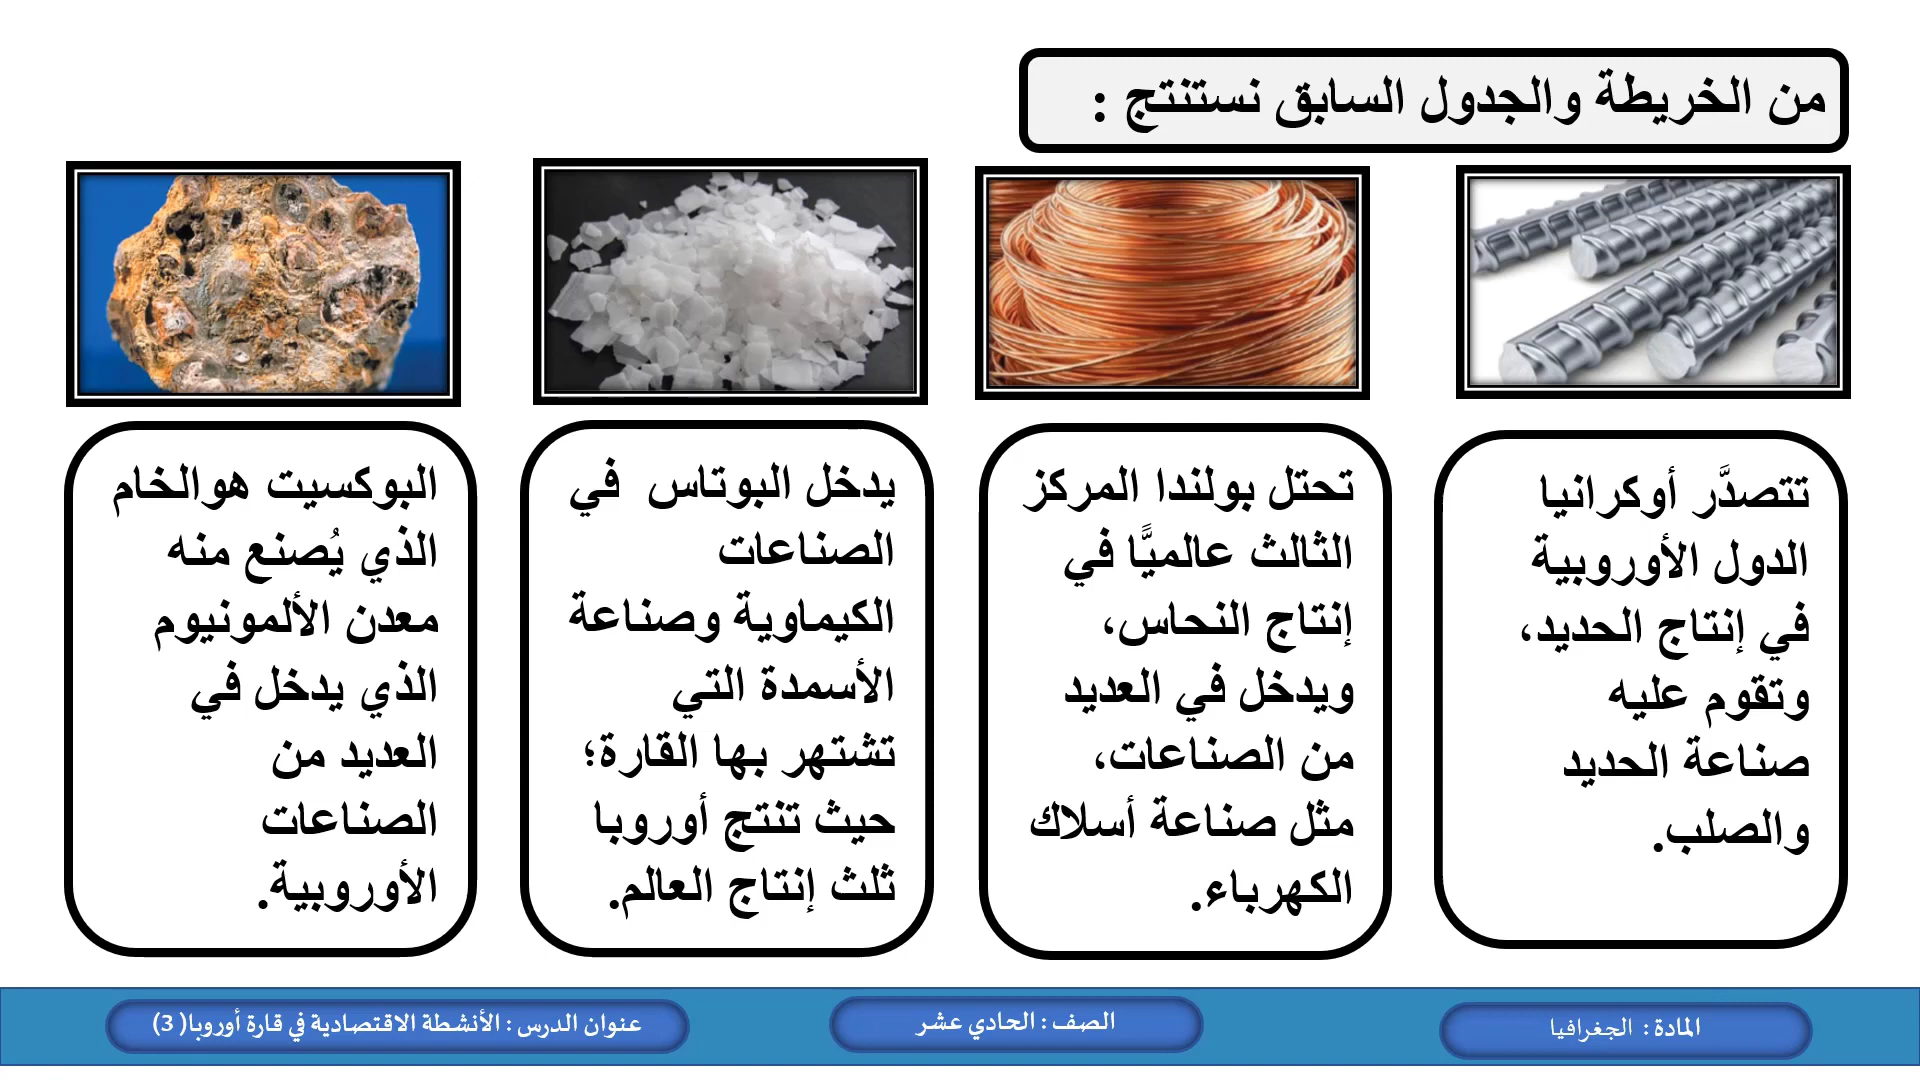 من الخريطة والجدول السابق نستنتج :
تتصدَّر أوكرانيا
الدول الأوروبية
في إنتاج الحديد،
وتقوم عليه
صناعة الحديد
والصلب.
تحتل بولندا المركز
الثالث عالميًّا في
إنتاج النحاس،
ويدخل في العديد
من الصناعات،
مثل صناعة أسلاك
الكهرباء.
يدخل البوتاس في
الصناعات
الكيماوية وصناعة
الأسمدة التي
تشتهر بها القارة؛
حيث تنتج أوروبا
ثلث إنتاج العالم.
البوكسيت هوالخام
الذي يُصنع منه
معدن الألمونيوم
الذي يدخل في
العديد من
الصناعات
الأوروبية.
المادة : الجغرافيا
الصف : الحادي عشر
عنوان الدرس : الأنشطة الاقتصادية في قارة أوروبا( 3)